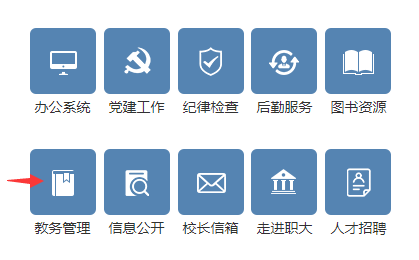 办公系统 党建工作 纪律检查 后勤服务 图书资源
教务管理 信息公开 校长信箱 走进职大 人才招聘